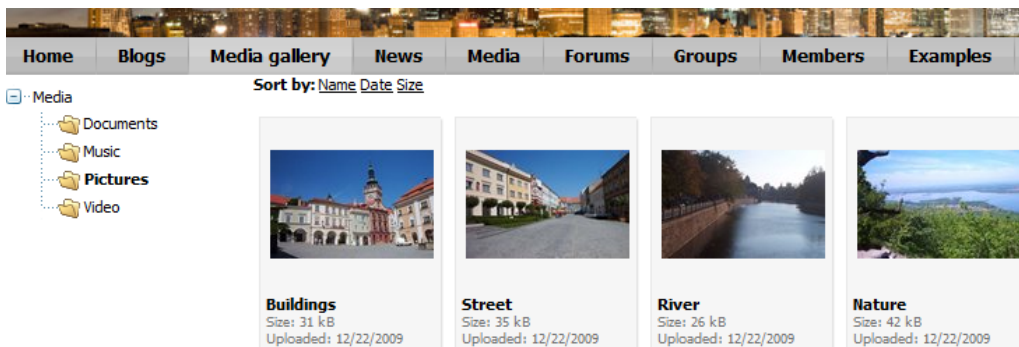 Home Blogs Media gallery News Media Forums Groups Members Examples
Sort by: Name Date Size
Media
Documents
Music
Pictures
Video
Buildings
Size: 31 kB
Uploaded: 12/22/2009
Street
Size: 35 kB
Uploaded: 12/22/2009
River
Size: 26 kB
Uploaded: 12/22/2009
Nature
Size: 42 kB
Uploaded: 12/22/2009